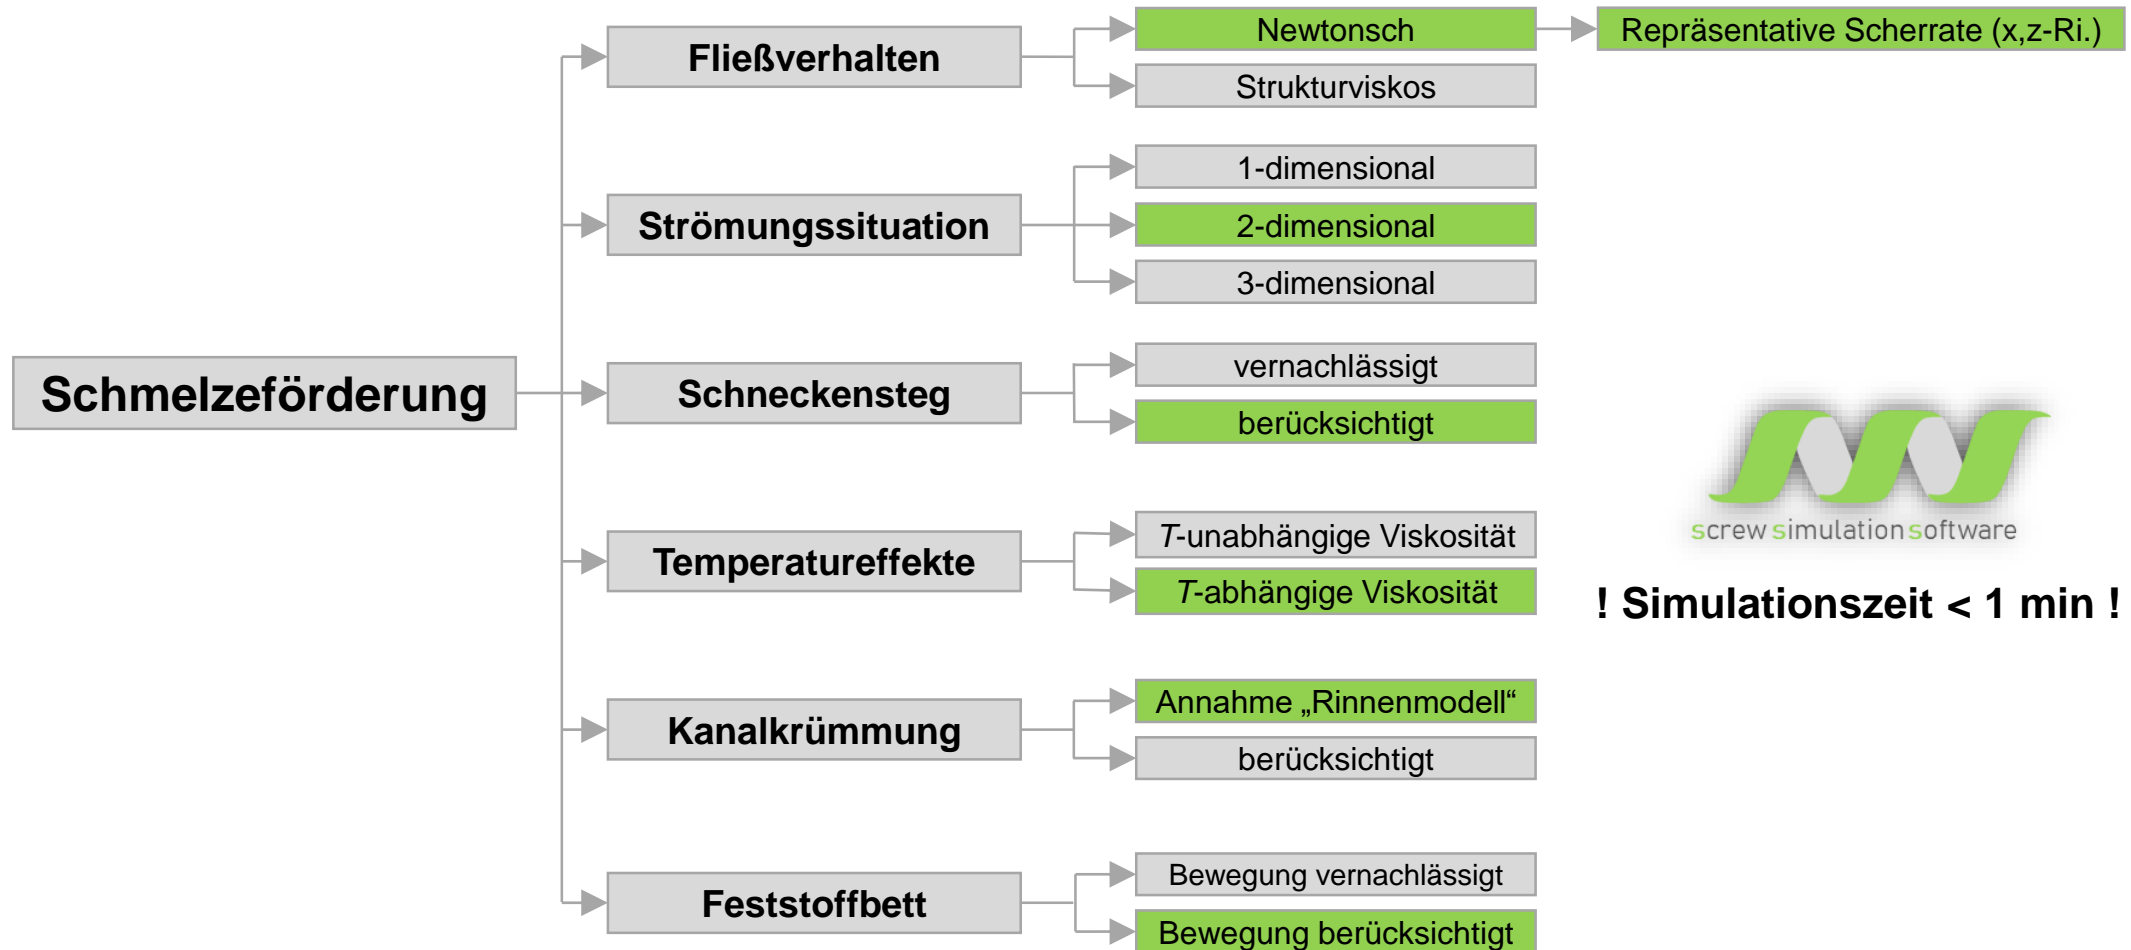 Schmelzeförderung
Fließverhalten
Newtonsch
Repräsentative Scherrate (x,z-Ri.)
Strukturviskos
Strömungssituation
1-dimensional
2-dimensional
3-dimensional
Schneckensteg
vernachlässigt
berücksichtigt
Temperatureffekte
T-unabhängige Viskosität
T-abhängige Viskosität
Kanalkrümmung
Annahme „Rinnenmodell“
berücksichtigt
Feststoffbett
Bewegung vernachlässigt
Bewegung berücksichtigt
screw simulation software
! Simulationszeit < 1 min !